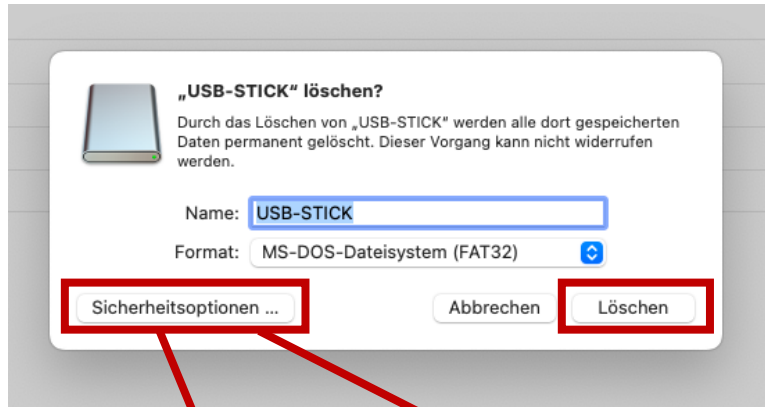 „USB-STICK“ löschen?
Durch das Löschen von „USB-STICK“ werden alle dort gespeicherten
Daten permanent gelöscht. Dieser Vorgang kann nicht widerrufen
werden.
Name: USB-STICK
Format: MS-DOS-Dateisystem (FAT32)
Sicherheitsoptionen ... Abbrechen Löschen